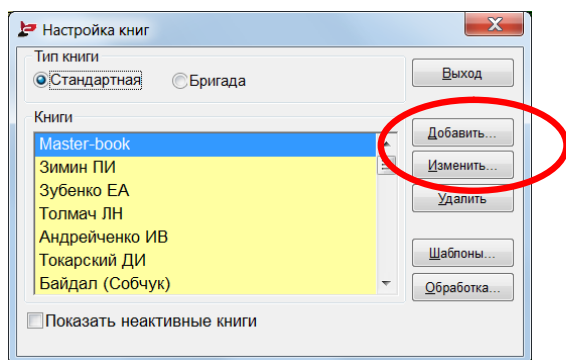 Настройка книг
Тип книги
Стандартная Бригада
Выход
Книги
Master-book
Зимин ПИ
Зубенко ЕА
Толмач ЛН
Андрейченко ИВ
Токарский ДИ
Байдал (Собчук)
Добавить...
Изменить...
Удалить
Шаблоны...
Обработка...
Показать неактивные книги